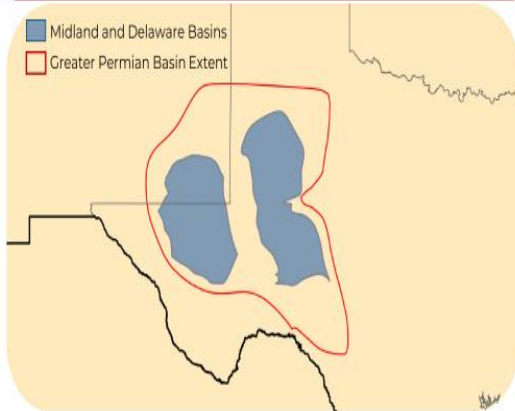 Midland and Delaware Basins
Greater Permian Basin Extent